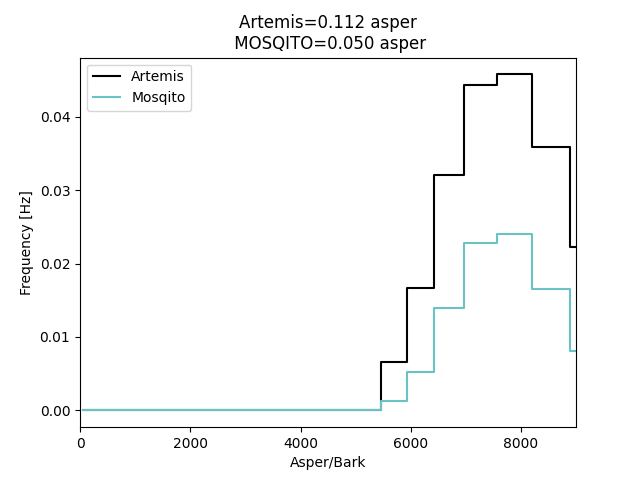 Artemis=0.112 asper
MOSQITO=0.050 asper
Artemis
Mosqito
0.04
0.03
0.02
0.01
0.00
Frequency [Hz]
0
2000
4000
6000
8000
Asper/Bark